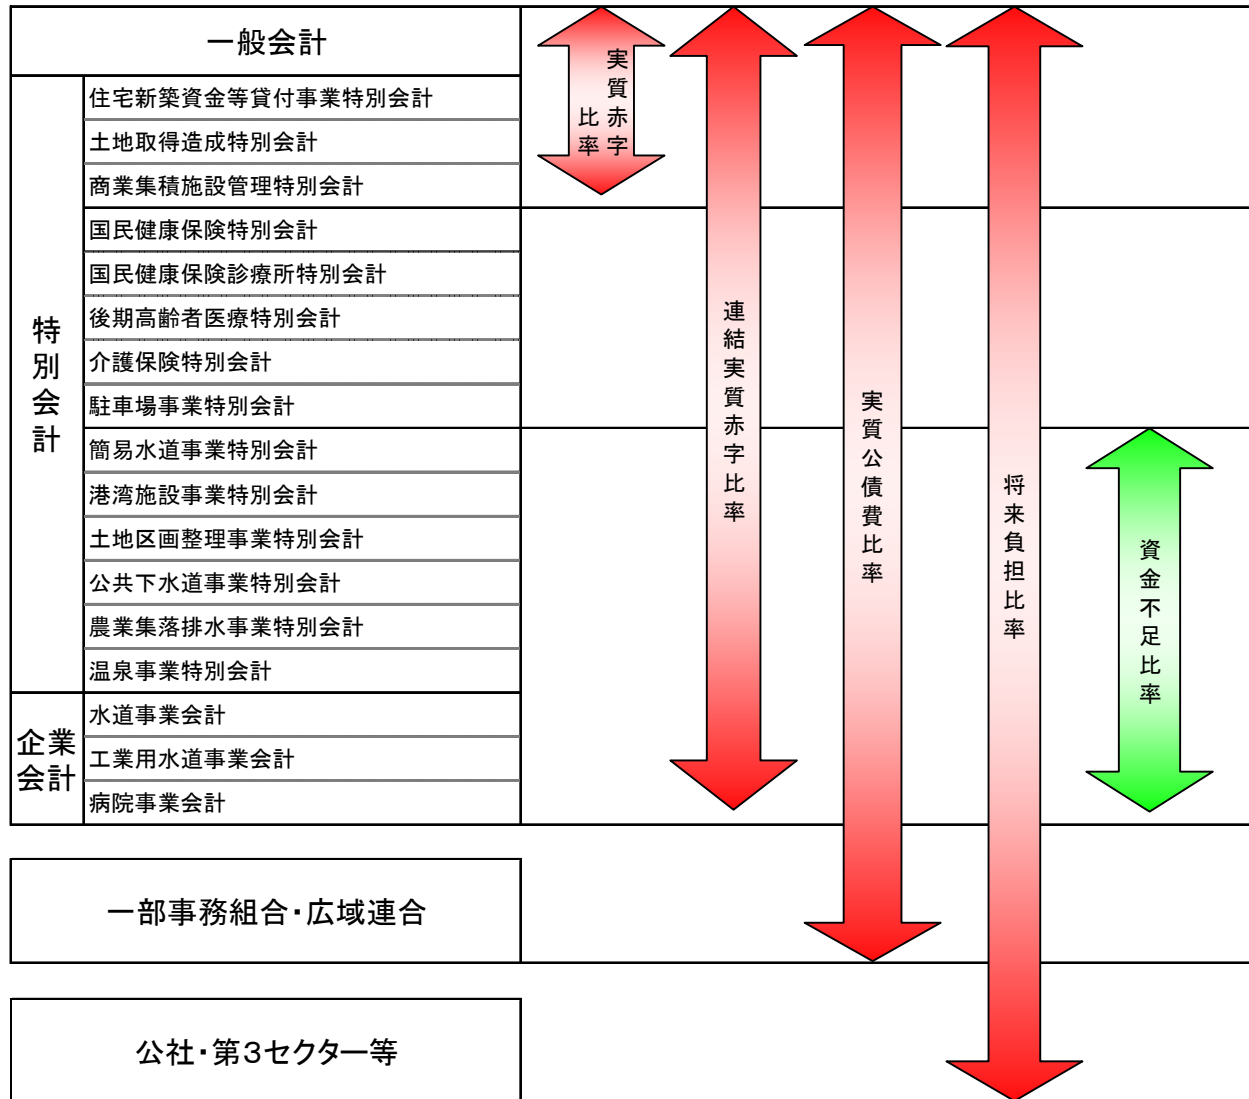 一般会計
特別会計
住宅新築資金等貸付事業特別会計
土地取得造成特別会計
商業集積施設管理特別会計
国民健康保険特別会計
国民健康保険診療所特別会計
後期高齢者医療特別会計
介護保険特別会計
駐車場事業特別会計
簡易水道事業特別会計
港湾施設事業特別会計
土地区画整理事業特別会計
公共下水道事業特別会計
農業集落排水事業特別会計
温泉事業特別会計
企業
会計
水道事業会計
工業用水道事業会計
病院事業会計
一部事務組合・広域連合
公社・第3セクター等
実質赤字
比率
連結実質赤字比率
実質公債費比率
将来負担比率
資金不足比率